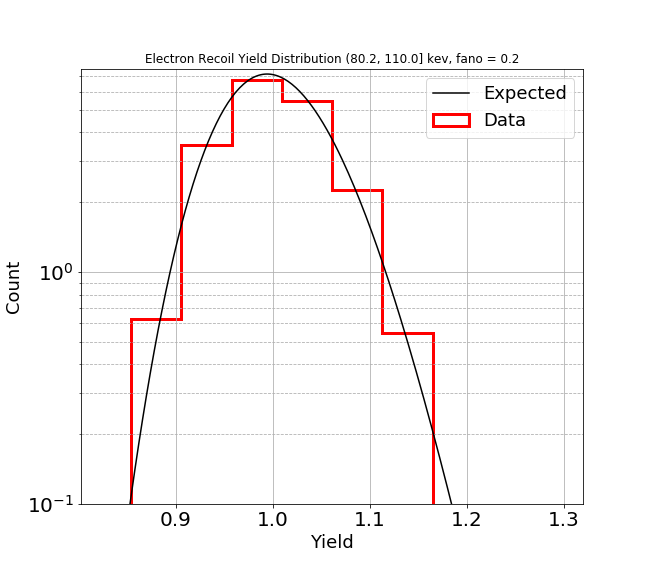 Electron Recoil Yield Distribution (80.2, 110.0] kev, fano = 0.2
Expected
Data
10⁰
10⁻¹
Count
0.9 1.0 1.1 1.2 1.3
Yield